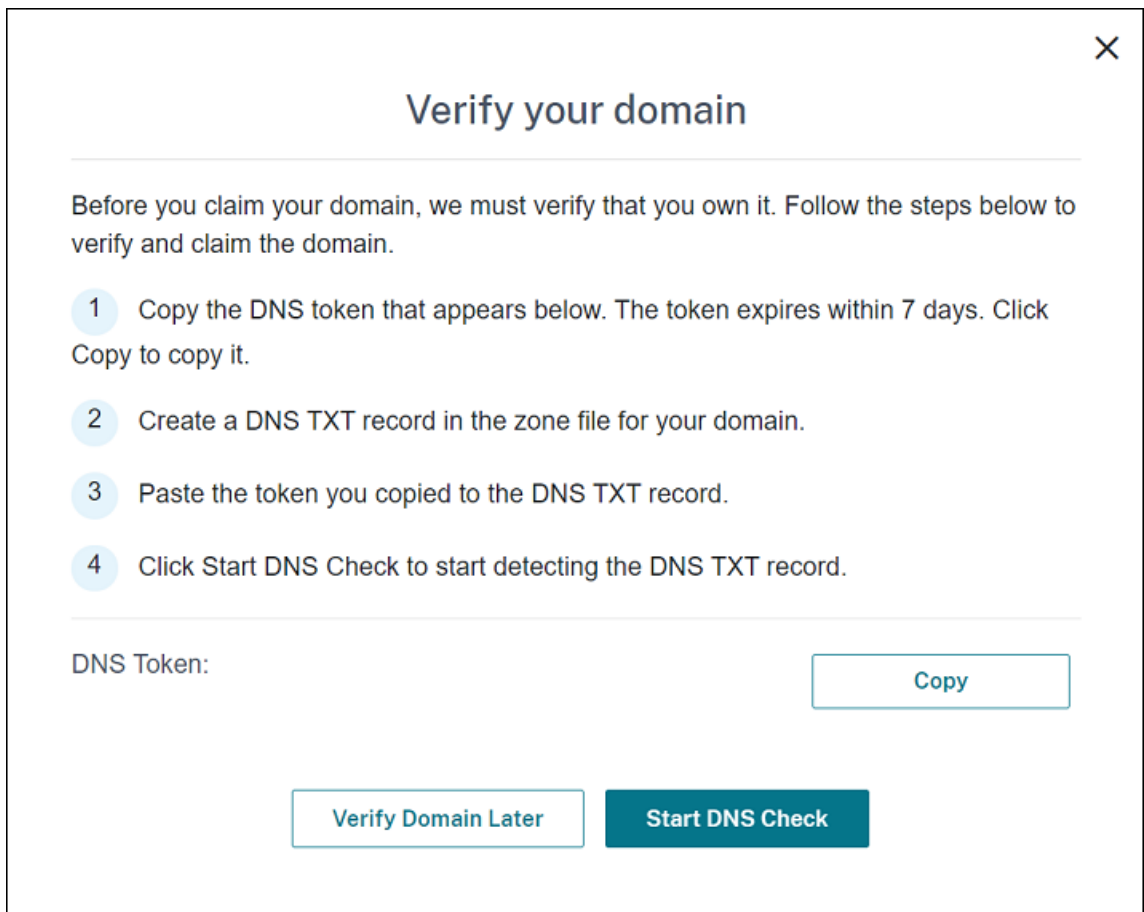 Verify your domain
Before you claim your domain, we must verify that you own it. Follow the steps below to
verify and claim the domain.
1 Copy the DNS token that appears below. The token expires within 7 days. Click
Copy to copy it.
2 Create a DNS TXT record in the zone file for your domain.
3 Paste the token you copied to the DNS TXT record.
4 Click Start DNS Check to start detecting the DNS TXT record.
DNS Token:
Copy
Verify Domain Later Start DNS Check